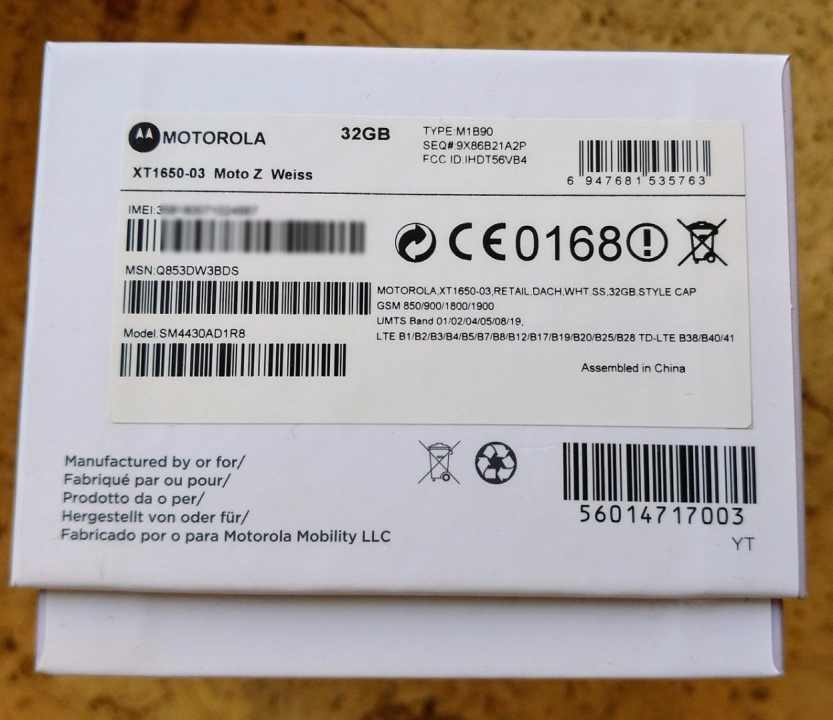 MOTOROLA
32GB
TYPE:M1B90
SEQ#:9X86B21A2P
FCC ID:IHDT56VB4
XT1650-03 Moto Z Weiss
6 947681 535763
IMEI:3
CE0168
MSN:Q853DW3BDS
MOTOROLA,XT1650-03,RETAIL,DACH,WHT,SS,32GB,STYLE CAP
GSM 850/900/1800/1900
UMTS Band 01/02/04/05/08/19,
LTE B1/B2/B3/B4/B5/B7/B8/B12/B17/B19/B20/B25/B28 TD-LTE B38/B40/41
Model:SM4430AD1R8
Assembled in China
Manufactured by or for/
Fabriqué par ou pour/
Prodotto da o per/
Hergestellt von oder für/
Fabricado por o para Motorola Mobility LLC
56014717003
YT